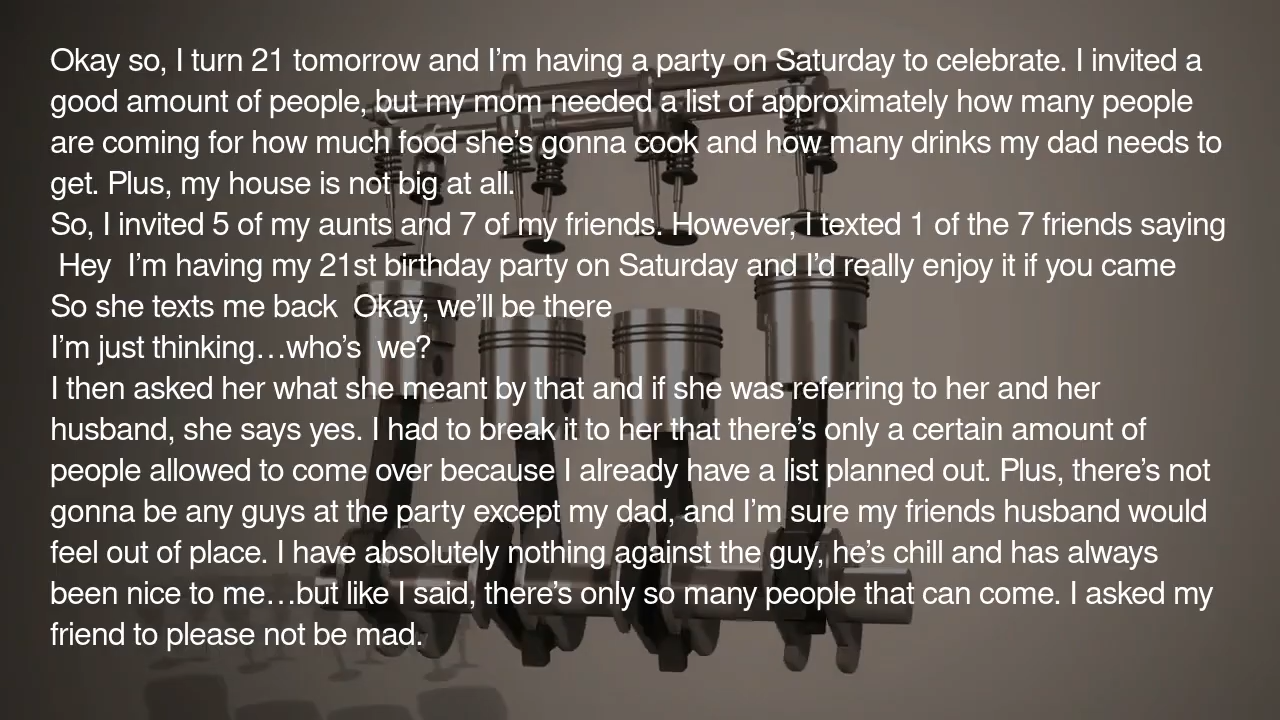 Okay so, I turn 21 tomorrow and I’m having a party on Saturday to celebrate. I invited a
good amount of people, but my mom needed a list of approximately how many people
are coming for how much food she’s gonna cook and how many drinks my dad needs to
get. Plus, my house is not big at all.
So, I invited 5 of my aunts and 7 of my friends. However, I texted 1 of the 7 friends saying
Hey I’m having my 21st birthday party on Saturday and I’d really enjoy it if you came
So she texts me back Okay, we’ll be there
I’m just thinking…who’s we?
I then asked her what she meant by that and if she was referring to her and her
husband, she says yes. I had to break it to her that there’s only a certain amount of
people allowed to come over because I already have a list planned out. Plus, there’s not
gonna be any guys at the party except my dad, and I’m sure my friends husband would
feel out of place. I have absolutely nothing against the guy, he’s chill and has always
been nice to me…but like I said, there’s only so many people that can come. I asked my
friend to please not be mad.